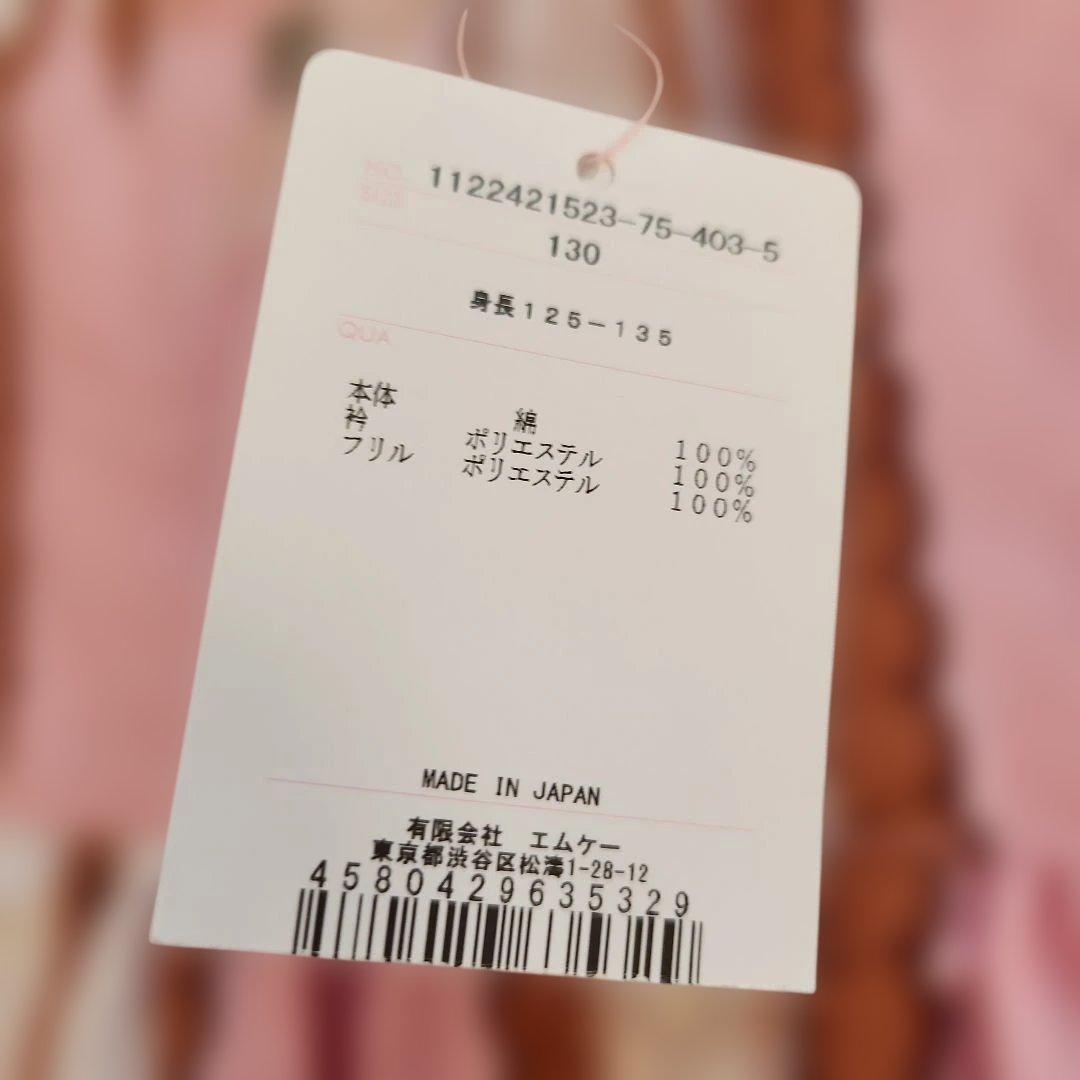 NO. 1122421523-75-403-5
SIZE 130
身長125-135
QUA
本体 綿 100%
衿 ポリエステル 100%
フリル ポリエステル 100%
MADE IN JAPAN
有限会社 エムケー
東京都渋谷区松濤1-28-12
4580429635329